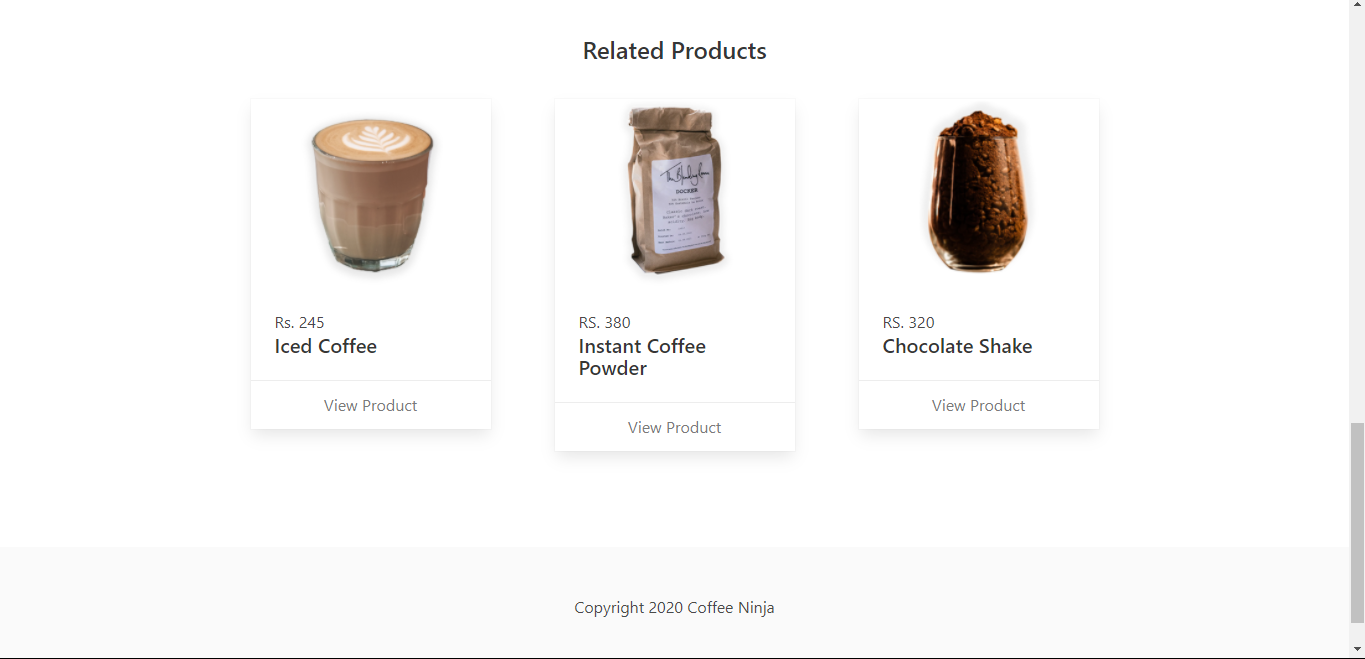 Related Products
Rs. 245
Iced Coffee
View Product
DOCKER
RS. 380
Instant Coffee
Powder
View Product
RS. 320
Chocolate Shake
View Product
Copyright 2020 Coffee Ninja